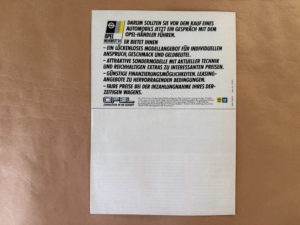 DARUM SOLLTEN SIE VOR DEM KAUF EINES
AUTOMOBILS JETZT EIN GESPRÄCH MIT DEM
OPEL-HÄNDLER FÜHREN.
OPEL
ER BIETET IHNEN
– EIN LÜCKENLOSES MODELLANGEBOT FÜR INDIVIDUELLEN
ANSPRUCH, GESCHMACK UND GELDBEUTEL.
– ATTRAKTIVE SONDERMODELLE MIT AKTUELLER TECHNIK
UND REICHHALTIGEN EXTRAS ZU INTERESSANTEN PREISEN.
– GÜNSTIGE FINANZIERUNGSMÖGLICHKEITEN, LEASING-
ANGEBOTE ZU HERVORRAGENDEN BEDINGUNGEN.
– FAIRE PREISE BEI DER INZAHLUNGNAHME IHRES DER-
ZEITIGEN WAGENS.
OPEL